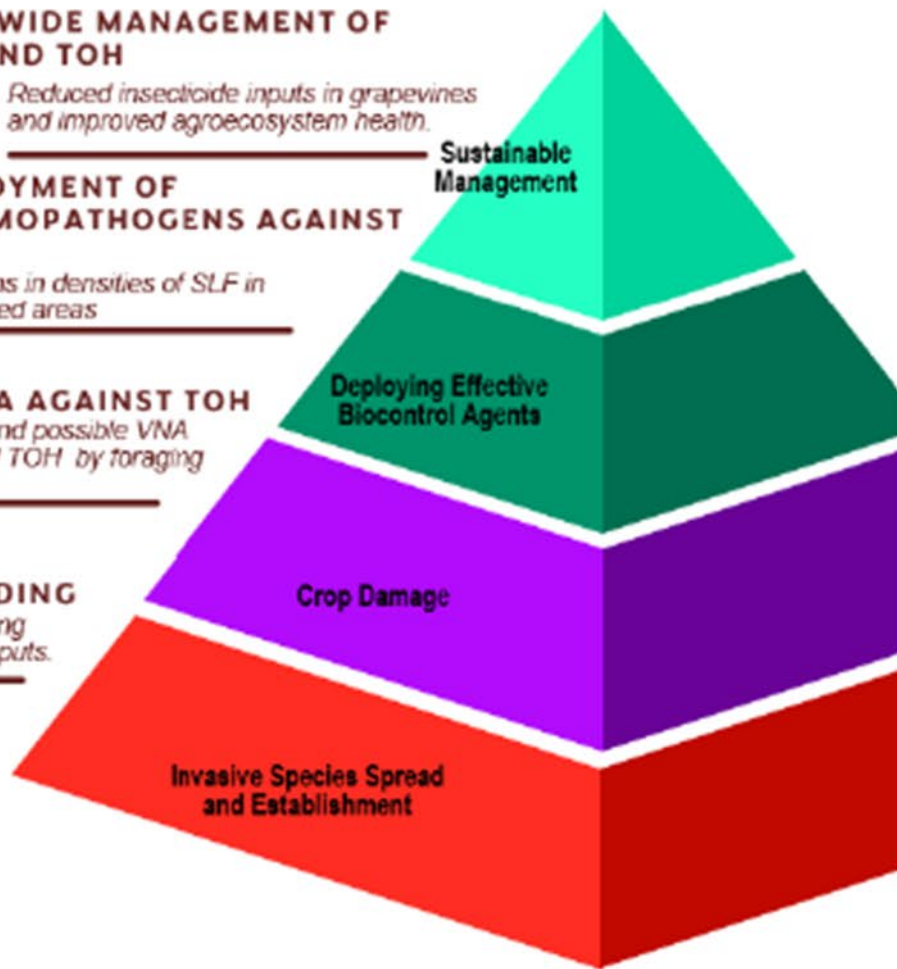 WIDE MANAGEMENT OF
ND TOH
Reduced insecticide inputs in grapevines
and improved agroecosystem health.
Sustainable
Management
OYMENT OF
MOPATHOGENS AGAINST
ns in densities of SLF in
ed areas
Deploying Effective
Biocontrol Agents
A AGAINST TOH
nd possible VNA
TOH by foraging
Crop Damage
DING
ng
puts.
Invasive Species Spread
and Establishment